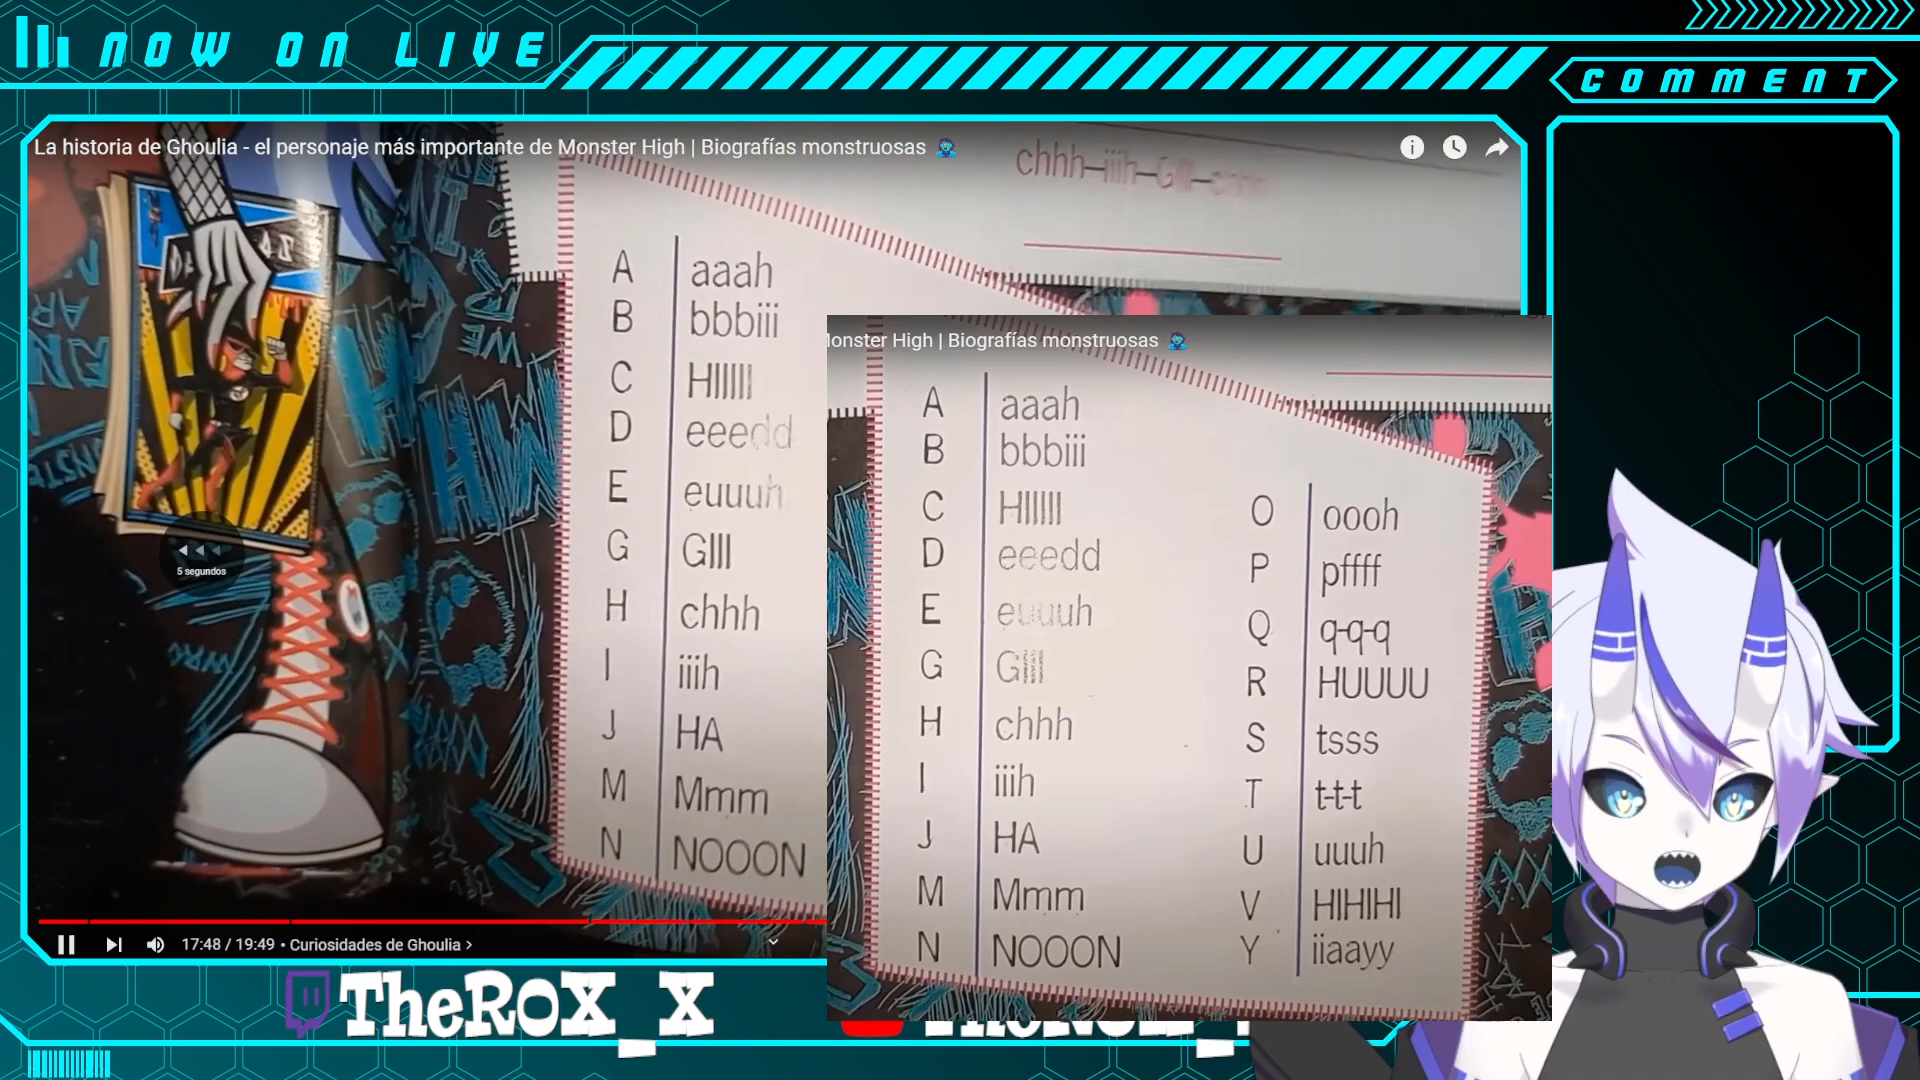 NOW ON LIVE
COMMENT
La historia de Ghoulia - el personaje más importante de Monster High | Biografías monstruosas
chhh-iiih-Glll-
A aaah
B bbbiii
C HIIIII
D eeedd
E euuuh
G GIII
H chhh
I iiih
J HA
M Mmm
N NOOON
5 segundos
17:48 / 19:49 • Curiosidades de Ghoulia >
Monster High | Biografías monstruosas
A aaah
B bbbiii
C HIIIII
D eeedd
E euuuh
G GIII
H chhh
I iiih
J HA
M Mmm
N NOOON
O oooh
P pffff
Q q-q-q
R HUUUU
S tsss
T t-t-t
U uuuh
V HIHIHI
Y iiaayy
TheROX_X